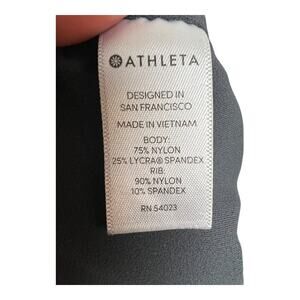 ATHLETA
DESIGNED IN
SAN FRANCISCO
MADE IN VIETNAM
BODY:
75% NYLON
25% LYCRA® SPANDEX
RIB:
90% NYLON
10% SPANDEX
RN 54023